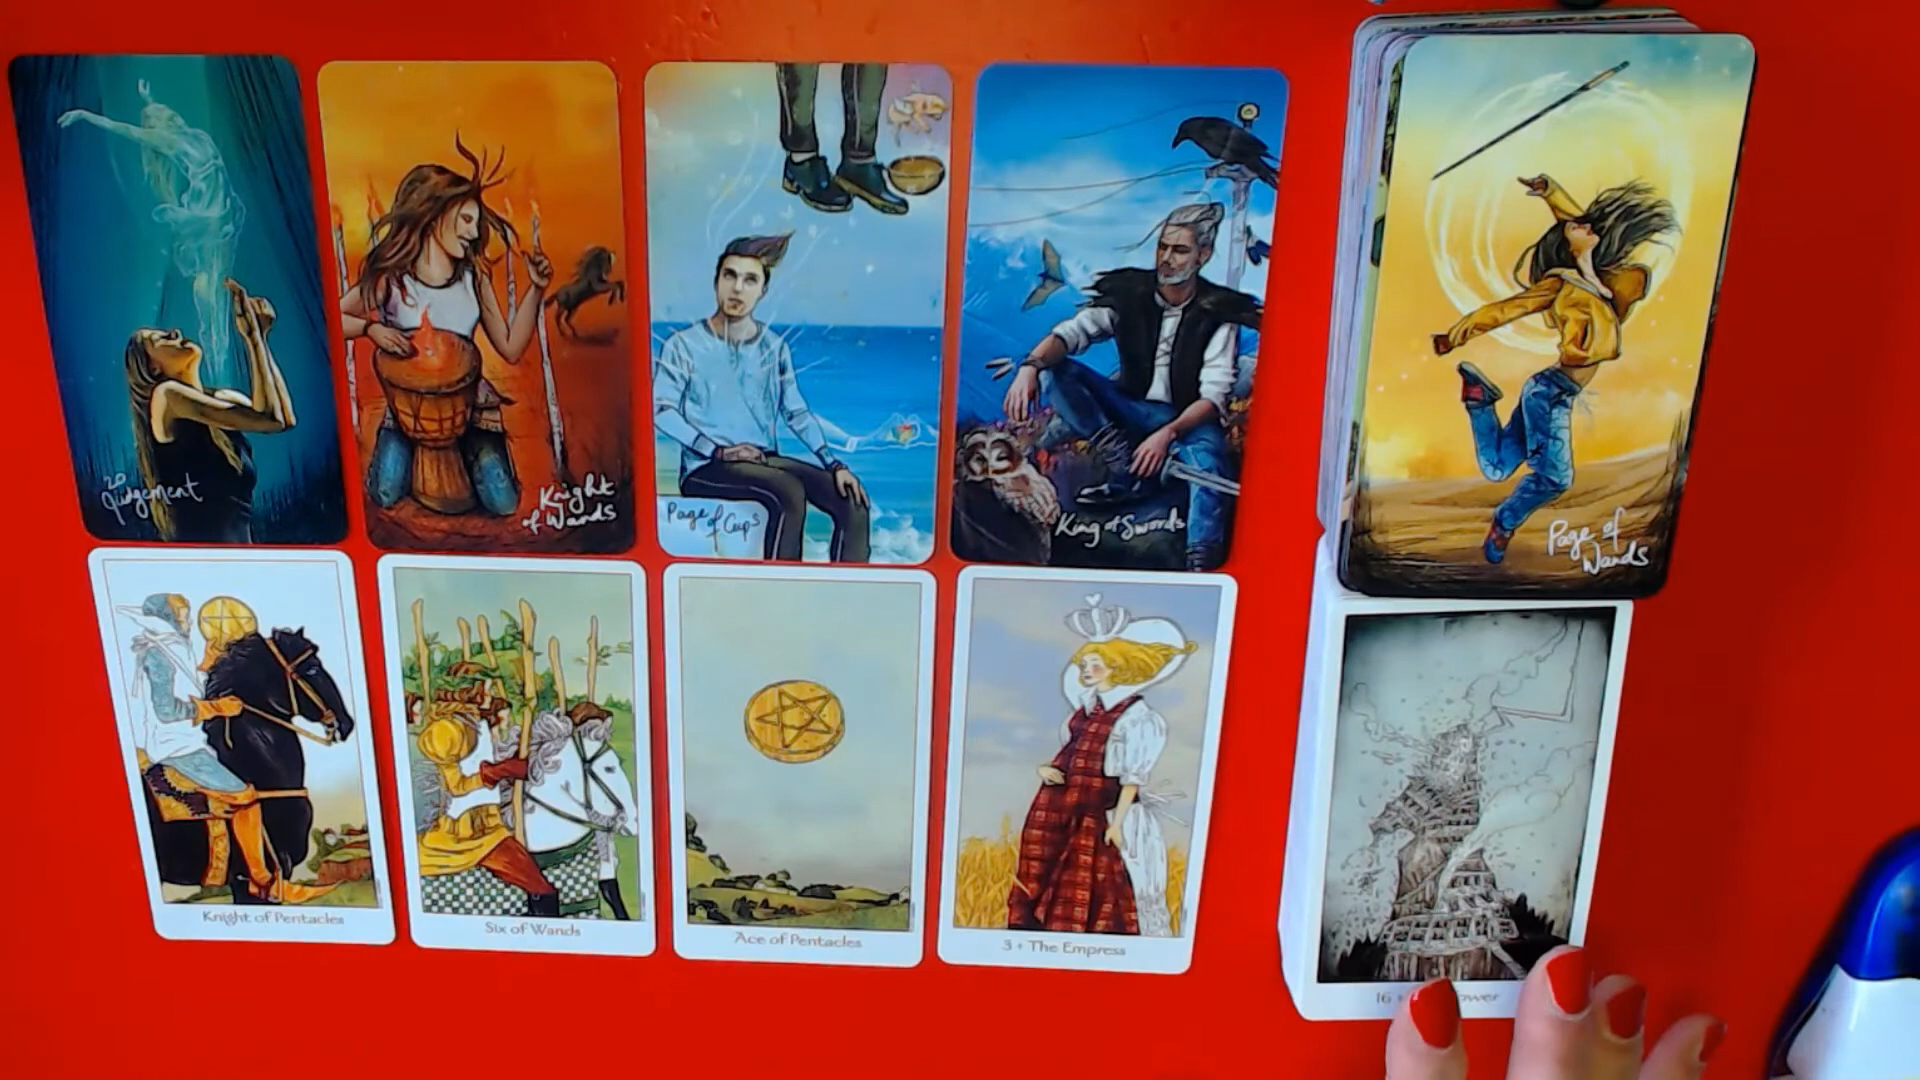 20
Judgement
Knight
of Wands
Page of Cups
King of Swords
Page of
Wands
Knight of Pentacles
Six of Wands
Ace of Pentacles
3 • The Empress
16